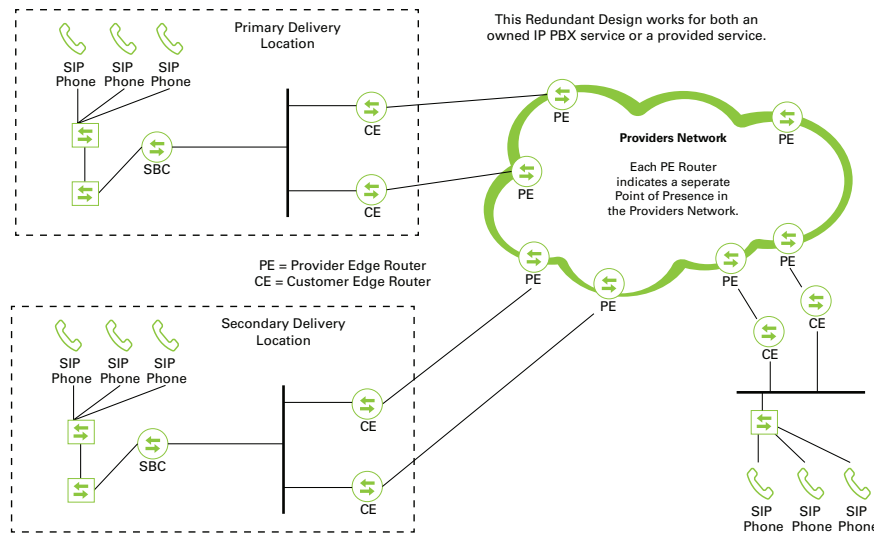 This Redundant Design works for both an
owned IP PBX service or a provided service.
Primary Delivery
Location
SIP
Phone
SIP
Phone
SIP
Phone
SBC
CE
CE
PE
PE
PE
PE
PE
PE
PE
Providers Network
Each PE Router
indicates a seperate
Point of Presence in
the Providers Network.
PE = Provider Edge Router
CE = Customer Edge Router
Secondary Delivery
Location
SIP
Phone
SIP
Phone
SIP
Phone
SBC
CE
CE
CE
CE
SIP
Phone
SIP
Phone
SIP
Phone